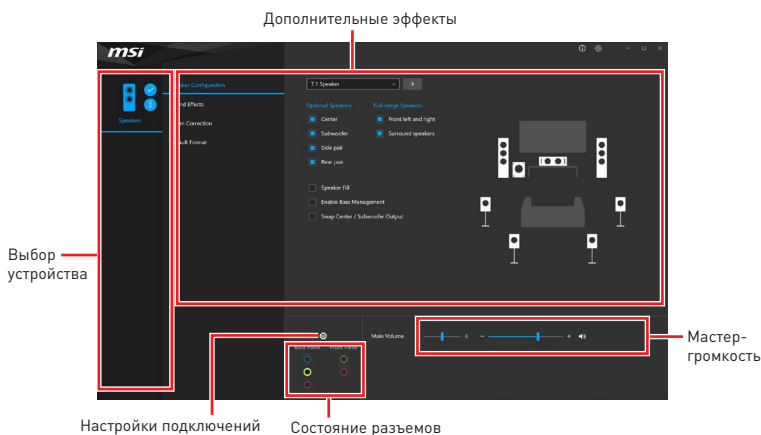 Дополнительные эффекты
msi
Speakers
aker Configuration
nd Effects
m Correction
ault Format
7.1 Speaker
Optional Speakers
Full-range Speakers
Center
Front left and right
Subwoofer
Surround speakers
Side pair
Rear pair
Speaker Fill
Enable Bass Management
Swap Center / Subwoofer Output
Выбор
устройства
Main Volume
R
Мастер-
громкость
Настройки подключений
Состояние разъемов